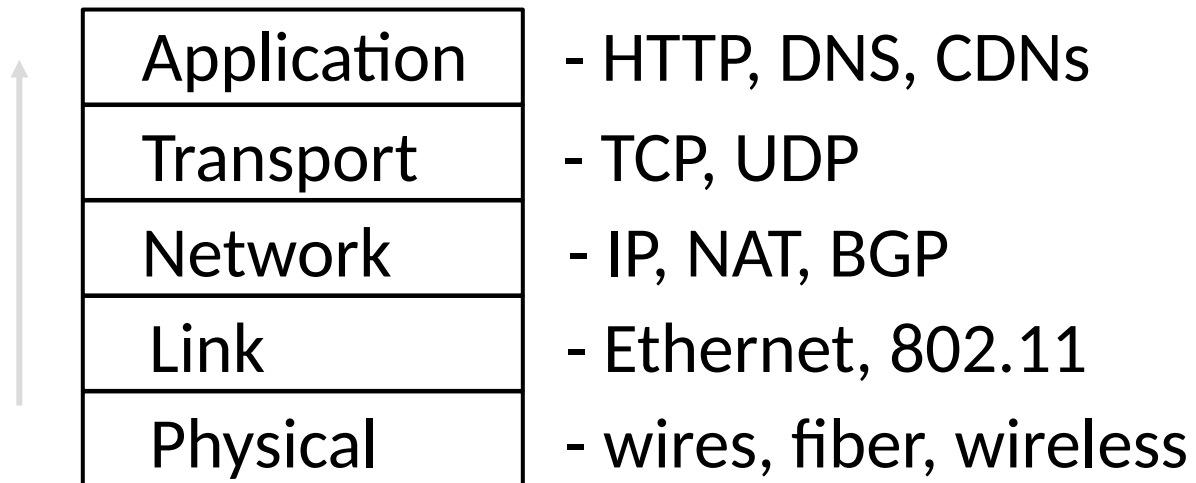 Application - HTTP, DNS, CDNs
Transport - TCP, UDP
Network - IP, NAT, BGP
Link - Ethernet, 802.11
Physical - wires, fiber, wireless